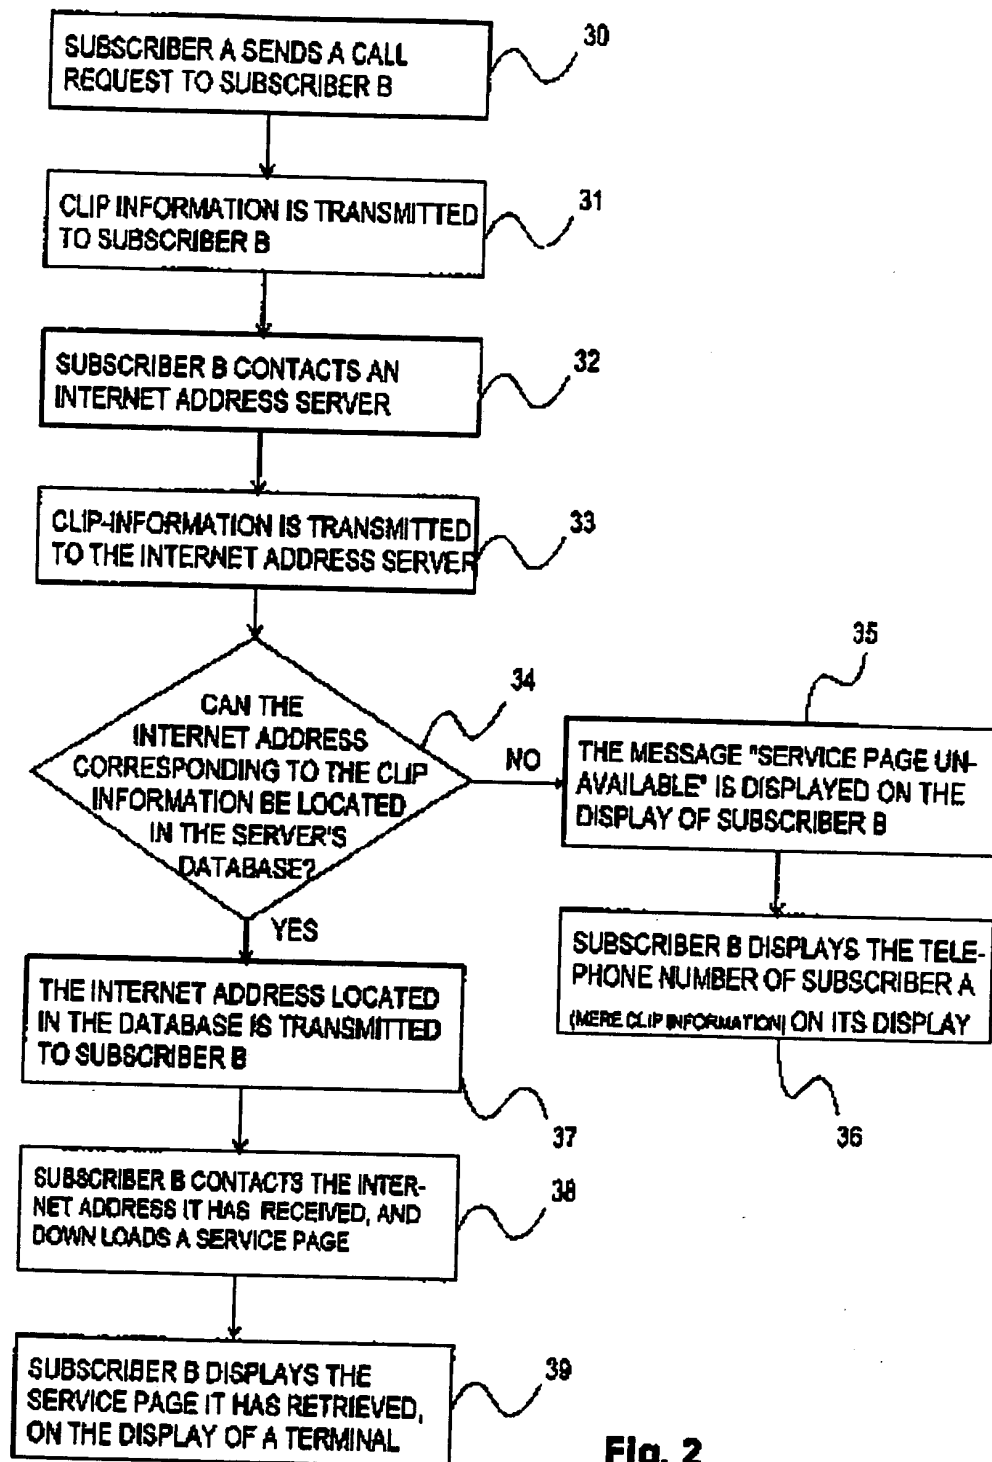 SUBSCRIBER A SENDS A CALL
REQUEST TO SUBSCRIBER B
30
CLIP INFORMATION IS TRANSMITTED
TO SUBSCRIBER B
31
SUBSCRIBER B CONTACTS AN
INTERNET ADDRESS SERVER
32
CLIP-INFORMATION IS TRANSMITTED
TO THE INTERNET ADDRESS SERVER
33
CAN THE
INTERNET ADDRESS
CORRESPONDING TO THE CLIP
INFORMATION BE LOCATED
IN THE SERVER'S
DATABASE?
34
NO
35
THE MESSAGE "SERVICE PAGE UN-
AVAILABLE" IS DISPLAYED ON THE
DISPLAY OF SUBSCRIBER B
SUBSCRIBER B DISPLAYS THE TELE-
PHONE NUMBER OF SUBSCRIBER A
(MERE CLIP INFORMATION) ON ITS DISPLAY
36
YES
THE INTERNET ADDRESS LOCATED
IN THE DATABASE IS TRANSMITTED
TO SUBSCRIBER B
37
SUBSCRIBER B CONTACTS THE INTER-
NET ADDRESS IT HAS RECEIVED, AND
DOWN LOADS A SERVICE PAGE
38
SUBSCRIBER B DISPLAYS THE
SERVICE PAGE IT HAS RETRIEVED,
ON THE DISPLAY OF A TERMINAL
39
Fig. 2